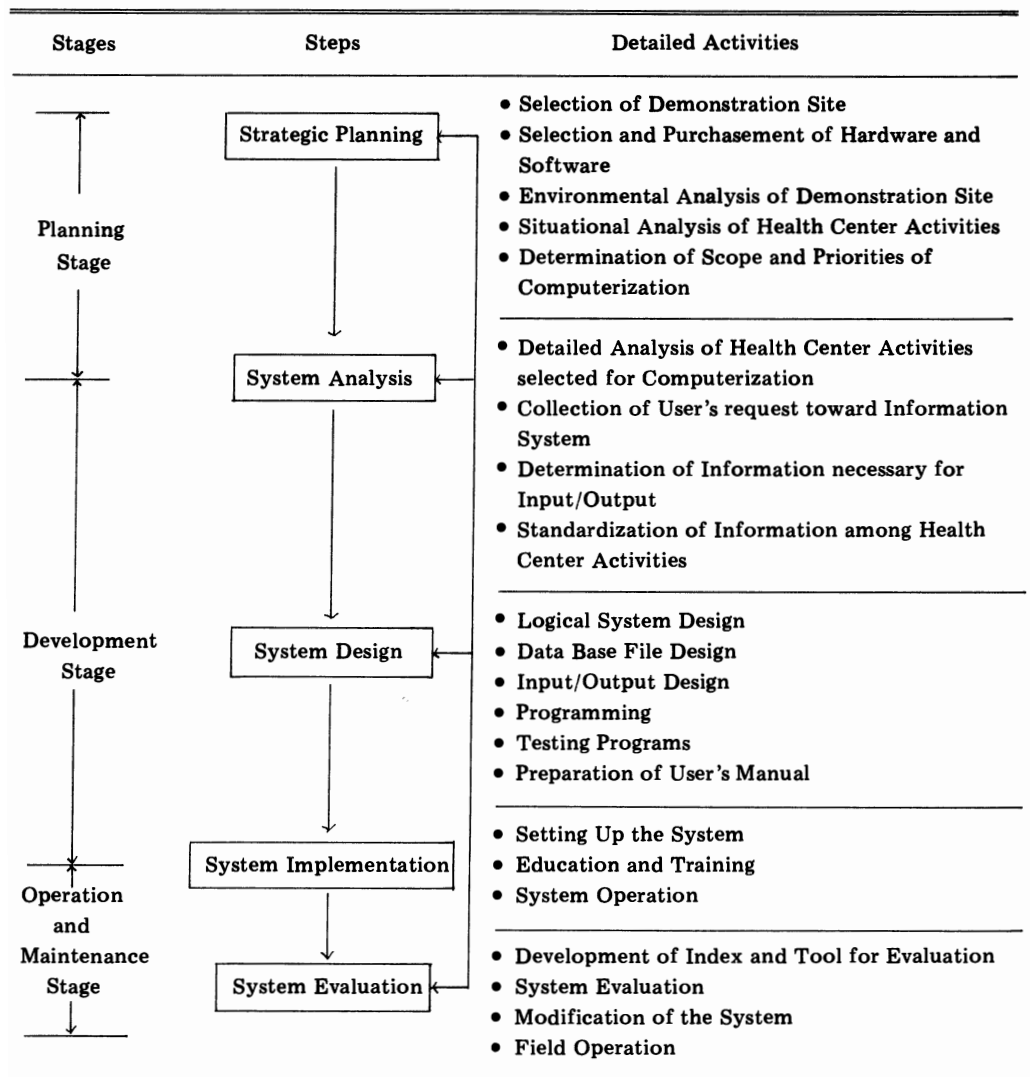 Stages Steps Detailed Activities
Strategic Planning
• Selection of Demonstration Site
• Selection and Purchasement of Hardware and
Software
• Environmental Analysis of Demonstration Site
• Situational Analysis of Health Center Activities
• Determination of Scope and Priorities of
Computerization
Planning
Stage
System Analysis
• Detailed Analysis of Health Center Activities
selected for Computerization
• Collection of User's request toward Information
System
• Determination of Information necessary for
Input/Output
• Standardization of Information among Health
Center Activities
Development
Stage
System Design
• Logical System Design
• Data Base File Design
• Input/Output Design
• Programming
• Testing Programs
• Preparation of User's Manual
System Implementation
• Setting Up the System
• Education and Training
• System Operation
Operation
and
Maintenance
Stage
System Evaluation
• Development of Index and Tool for Evaluation
• System Evaluation
• Modification of the System
• Field Operation